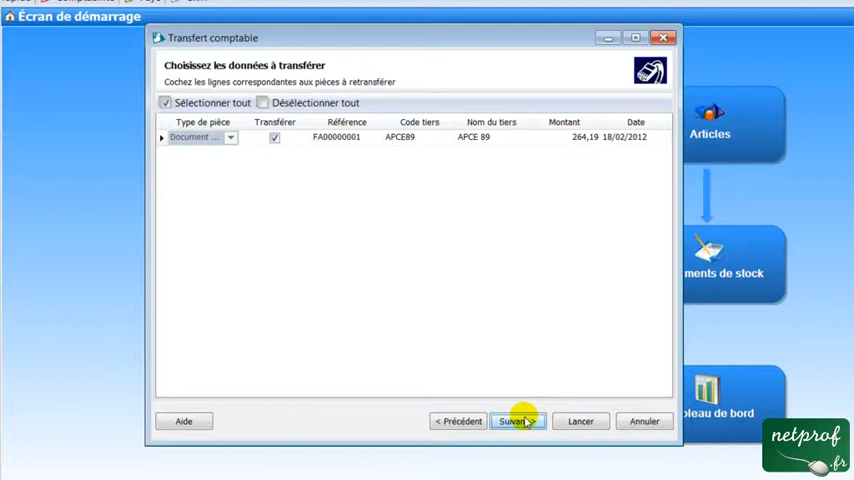 Écran de démarrage
Transfert comptable
Choisissez les données à transférer
Cochez les lignes correspondantes aux pièces à retransférer
Sélectionner tout
Désélectionner tout
Type de pièce Transférer Référence Code tiers Nom du tiers Montant Date
Document ... FA00000001 APCE89 APCE 89 264,19 18/02/2012
Articles
ments de stock
bleau de bord
Aide
< Précédent
Lancer
Annuler
netprof
.fr